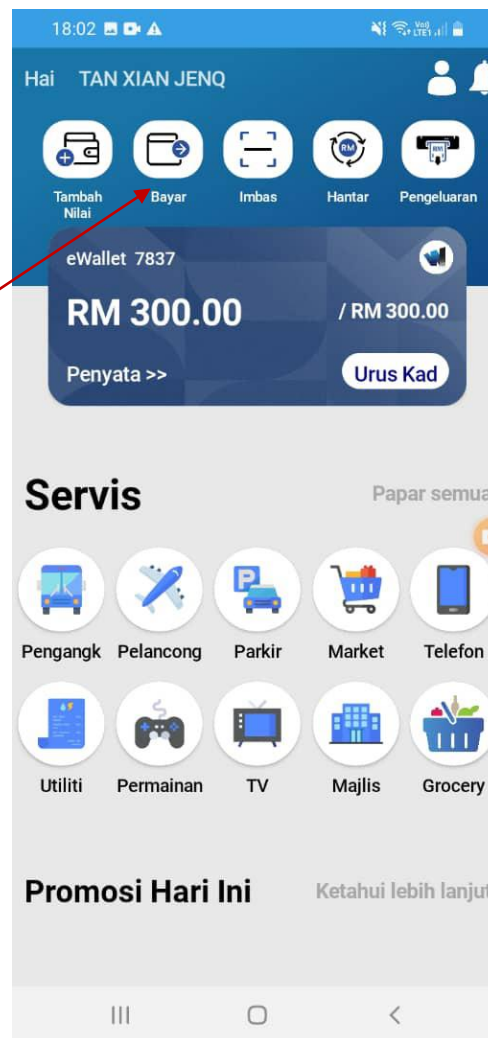 18:02
Hai TAN XIAN JENQ
Tambah Nilai
Bayar
Imbas
Hantar
Pengeluaran
eWallet 7837
RM 300.00 / RM 300.00
Penyata >> Urus Kad
Servis Papar semua
Pengangk Pelancong Parkir Market Telefon
Utiliti Permainan TV Majlis Grocery
Promosi Hari Ini Ketahui lebih lanjut